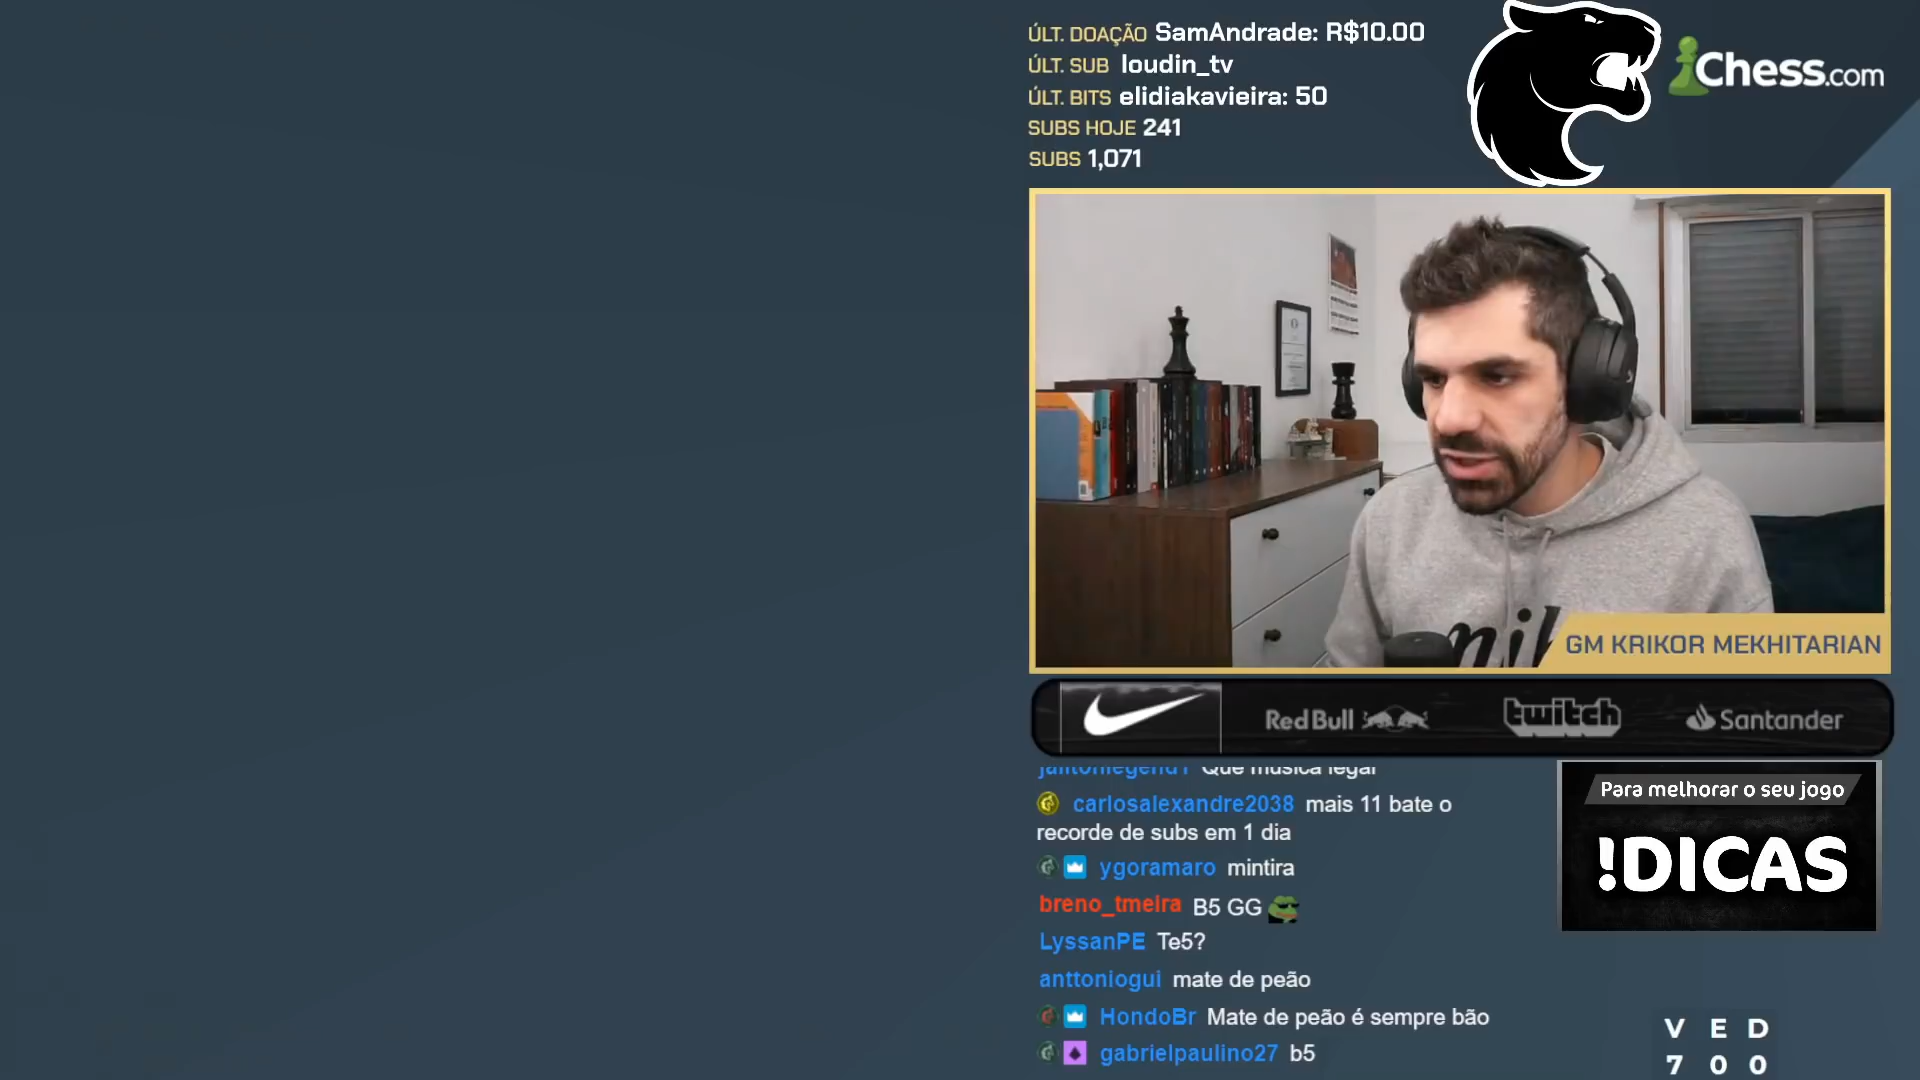 ÚLT. DOAÇÃO SamAndrade: R$10.00
ÚLT. SUB loudin_tv
ÚLT. BITS elidiakavieira: 50
SUBS HOJE 241
SUBS 1,071
Chess.com
GM KRIKOR MEKHITARIAN
Red Bull
twitch
Santander
Que música legal
carlosalexandre2038 mais 11 bate o
recorde de subs em 1 dia
ygoramaro mintira
breno_tmeira B5 GG
LyssanPE Te5?
anttoniogui mate de peão
HondoBr Mate de peão é sempre bão
gabrielpaulino27 b5
Para melhorar o seu jogo
!DICAS
V E D
7 0 0